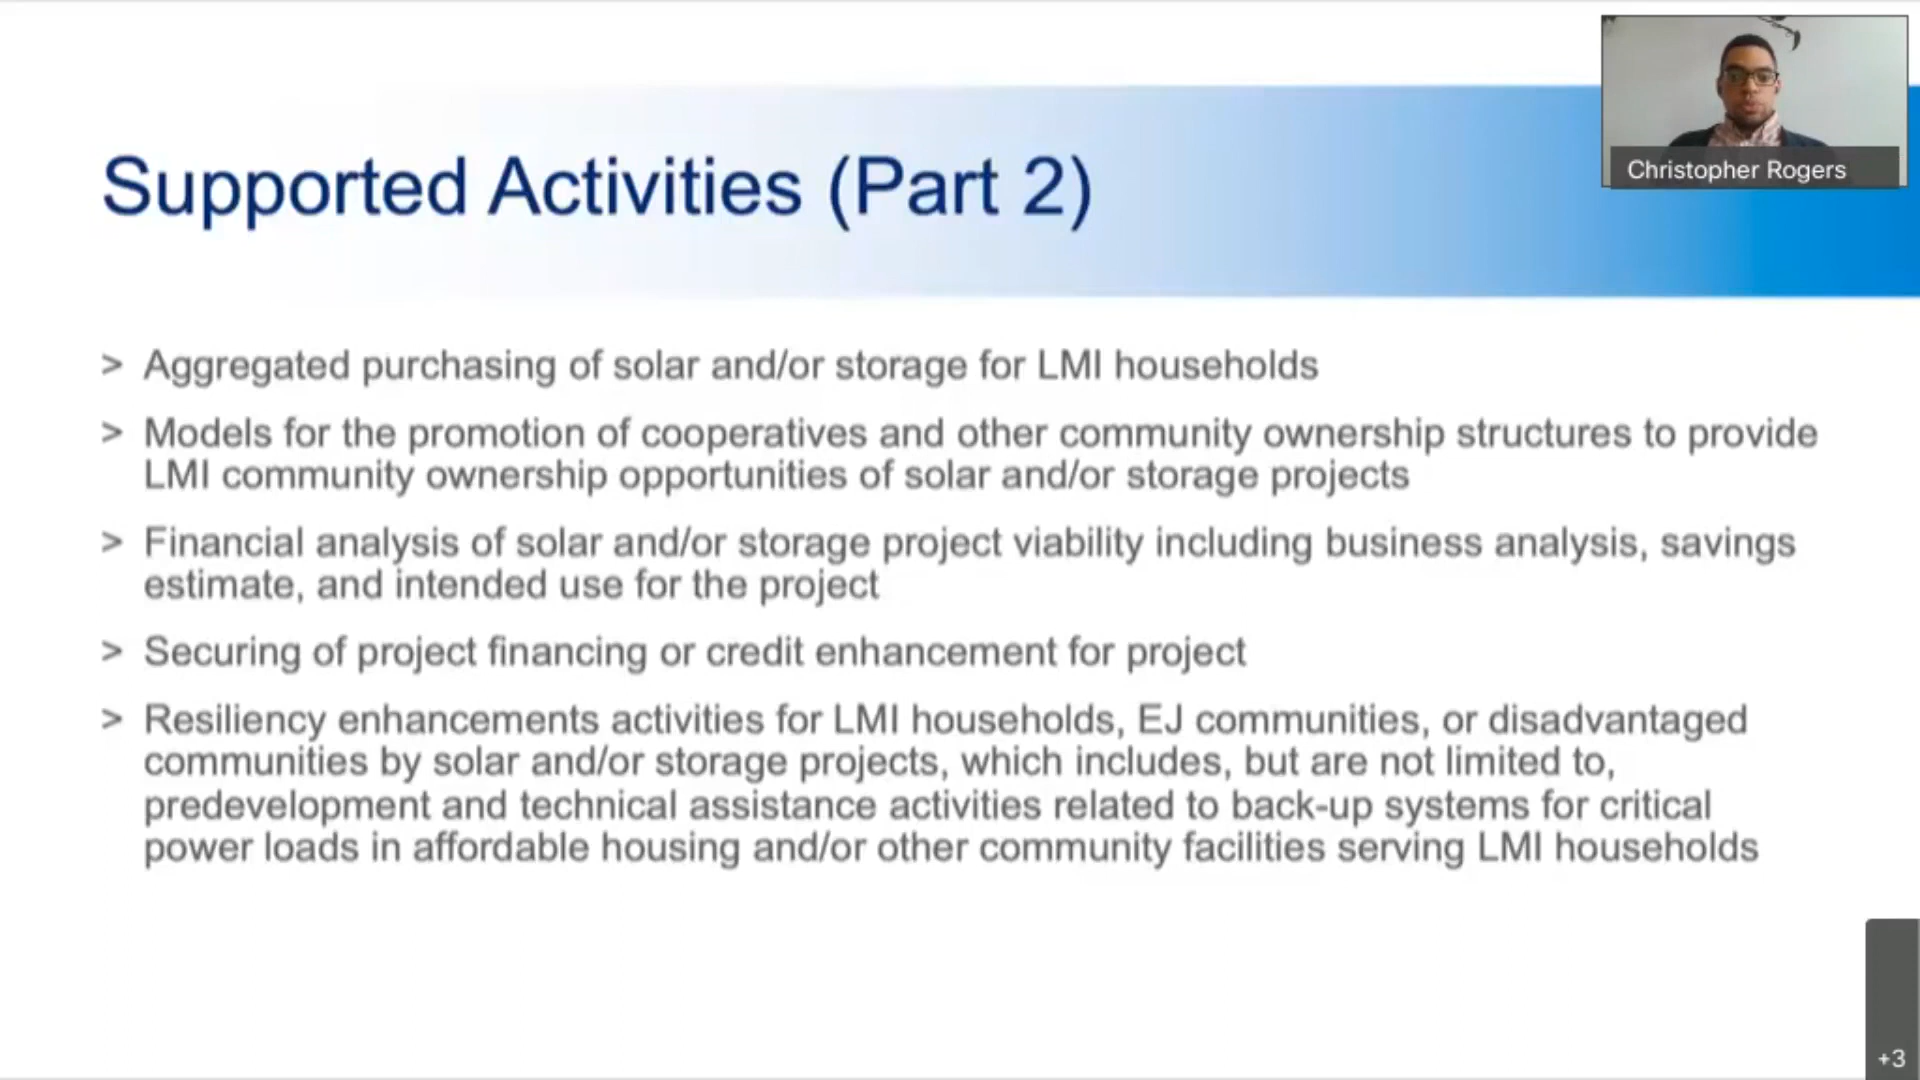 Christopher Rogers
Supported Activities (Part 2)
> Aggregated purchasing of solar and/or storage for LMI households
> Models for the promotion of cooperatives and other community ownership structures to provide
LMI community ownership opportunities of solar and/or storage projects
> Financial analysis of solar and/or storage project viability including business analysis, savings
estimate, and intended use for the project
> Securing of project financing or credit enhancement for project
> Resiliency enhancements activities for LMI households, EJ communities, or disadvantaged
communities by solar and/or storage projects, which includes, but are not limited to,
predevelopment and technical assistance activities related to back-up systems for critical
power loads in affordable housing and/or other community facilities serving LMI households
+3